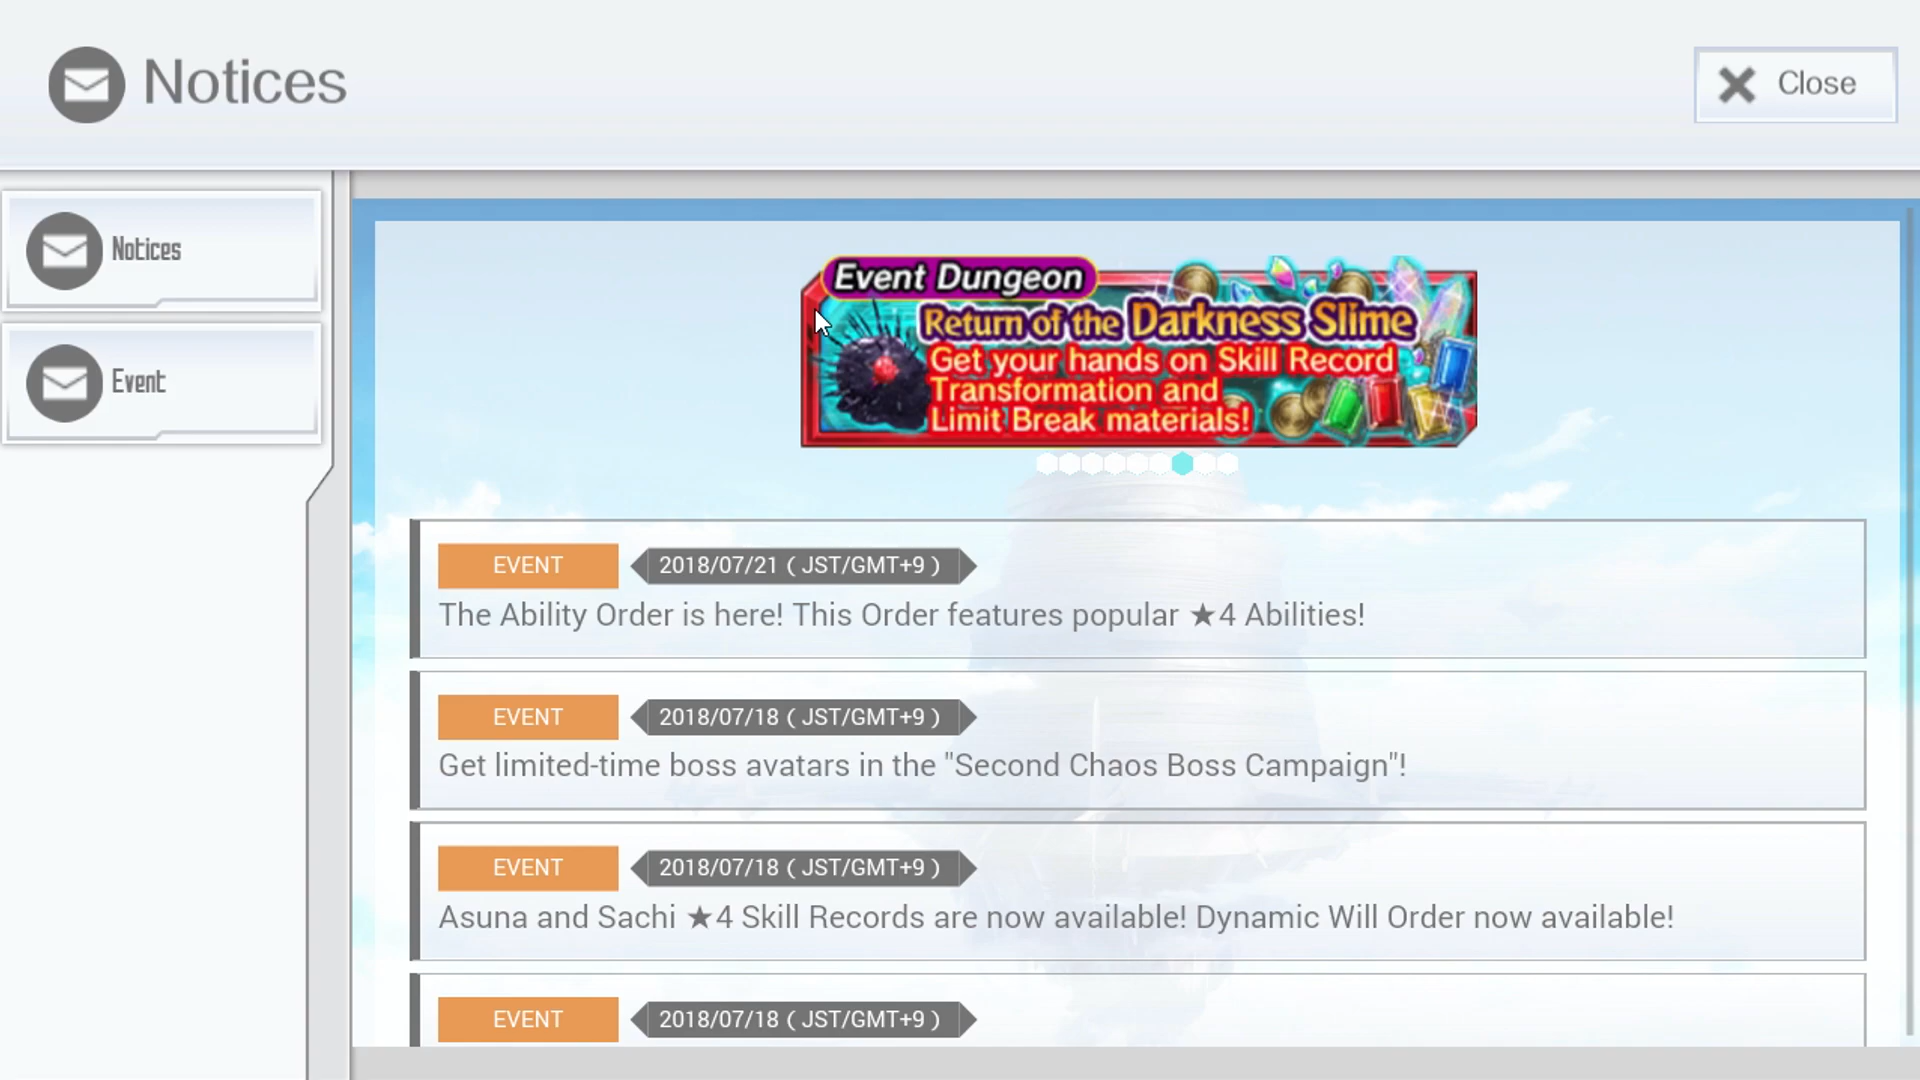 Notices
Close
Notices
Event
Event Dungeon
Return of the Darkness Slime
Get your hands on Skill Record
Transformation and
Limit Break materials!
EVENT 2018/07/21 ( JST/GMT+9 )
The Ability Order is here! This Order features popular ★4 Abilities!
EVENT 2018/07/18 ( JST/GMT+9 )
Get limited-time boss avatars in the "Second Chaos Boss Campaign"!
EVENT 2018/07/18 ( JST/GMT+9 )
Asuna and Sachi ★4 Skill Records are now available! Dynamic Will Order now available!
EVENT 2018/07/18 ( JST/GMT+9 )